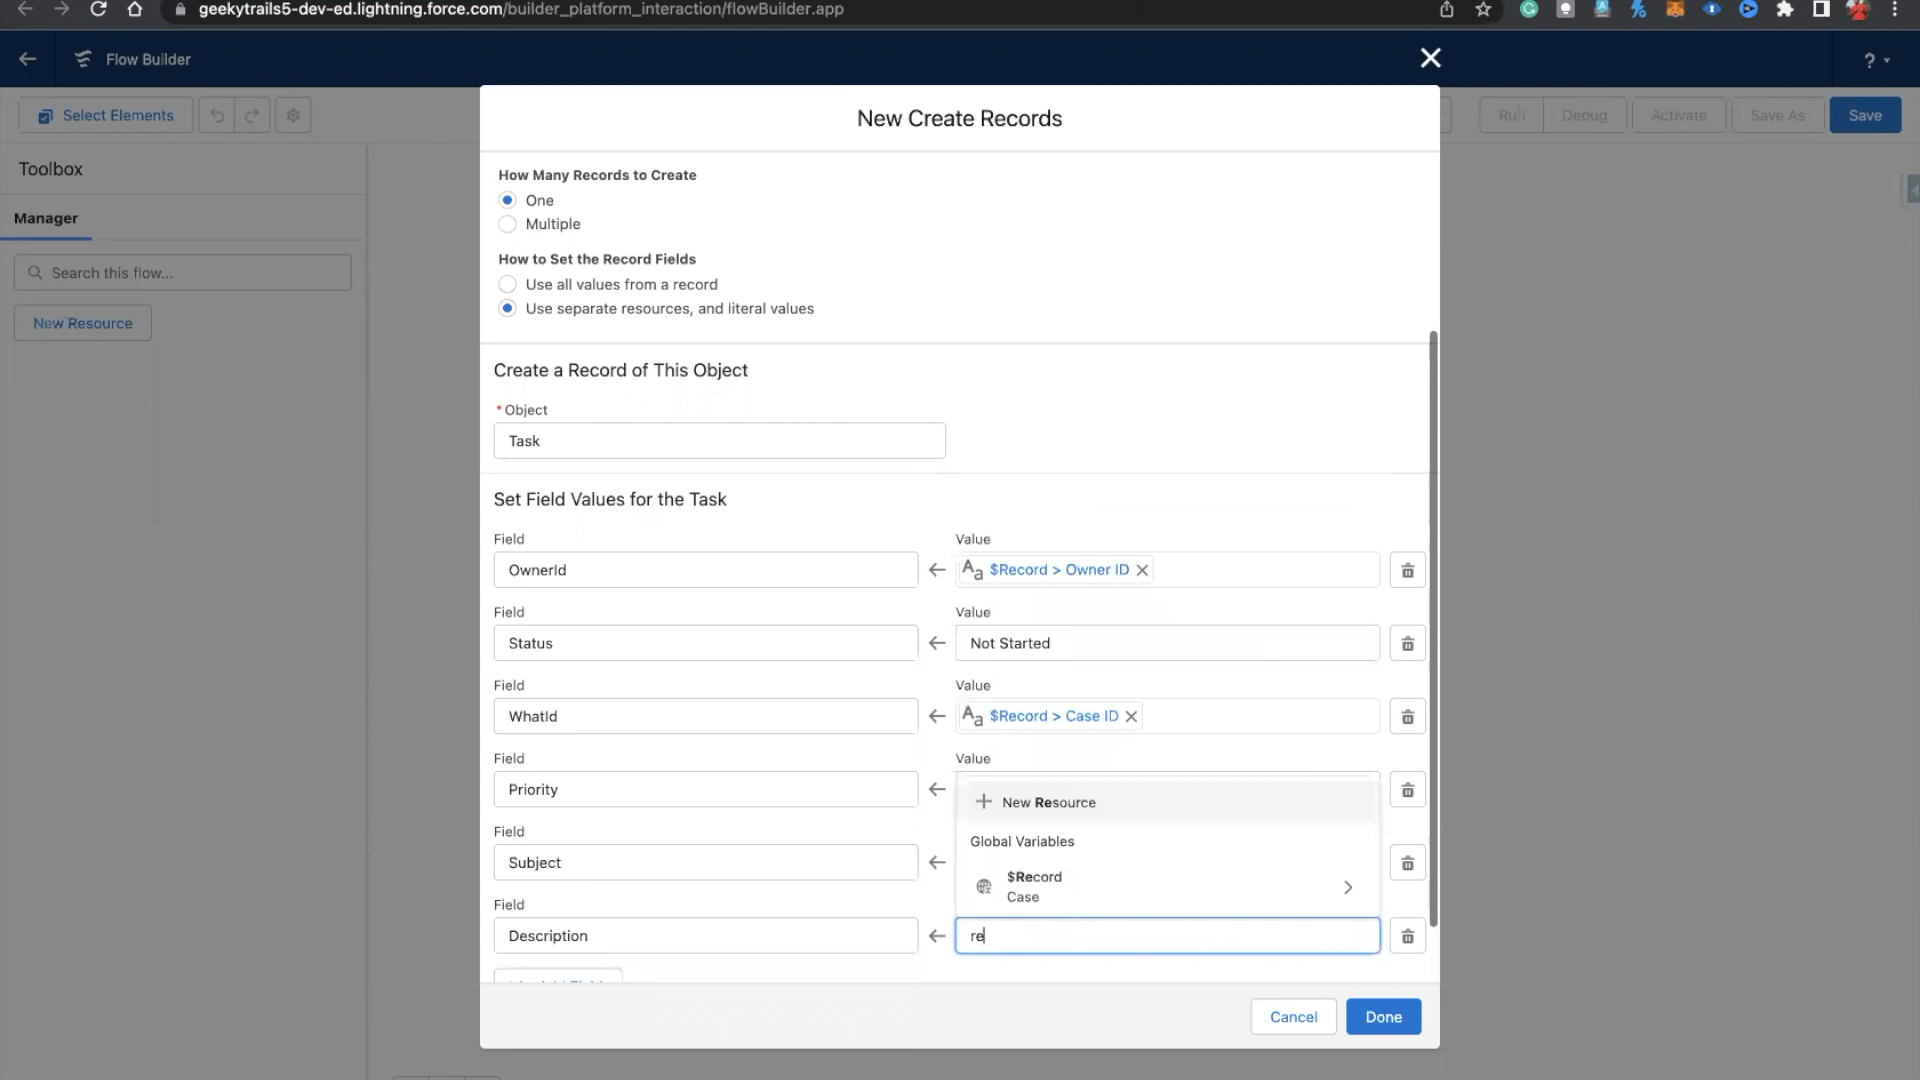 geekytrails5-dev-ed.lightning.force.com/builder_platform_interaction/flowBuilder.app
Flow Builder
?
Select Elements
Run
Debug
Activate
Save As
Save
Toolbox
Manager
Search this flow...
New Resource
New Create Records
How Many Records to Create
One
Multiple
How to Set the Record Fields
Use all values from a record
Use separate resources, and literal values
Create a Record of This Object
* Object
Task
Set Field Values for the Task
Field
Value
OwnerId
Aa $Record > Owner ID
Field
Value
Status
Not Started
Field
Value
WhatId
Aa $Record > Case ID
Field
Value
Priority
New Resource
Global Variables
Field
Subject
$Record
Case
Field
Description
re
Cancel
Done